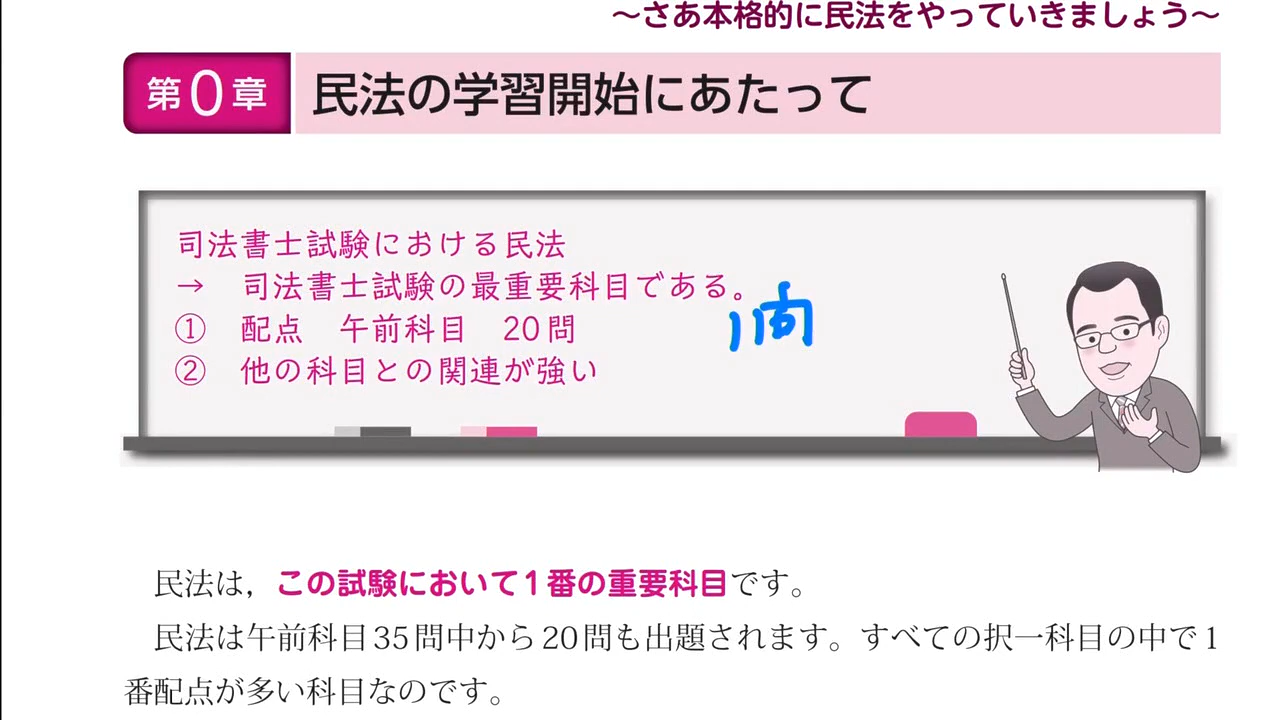 〜さあ本格的に民法をやっていきましょう〜
第0章 民法の学習開始にあたって
司法書士試験における民法
→ 司法書士試験の最重要科目である。
① 配点 午前科目 20問
② 他の科目との関連が強い
民法は，この試験において1番の重要科目です。
民法は午前科目35問中から20問も出題されます。すべての択一科目の中で1
番配点が多い科目なのです。